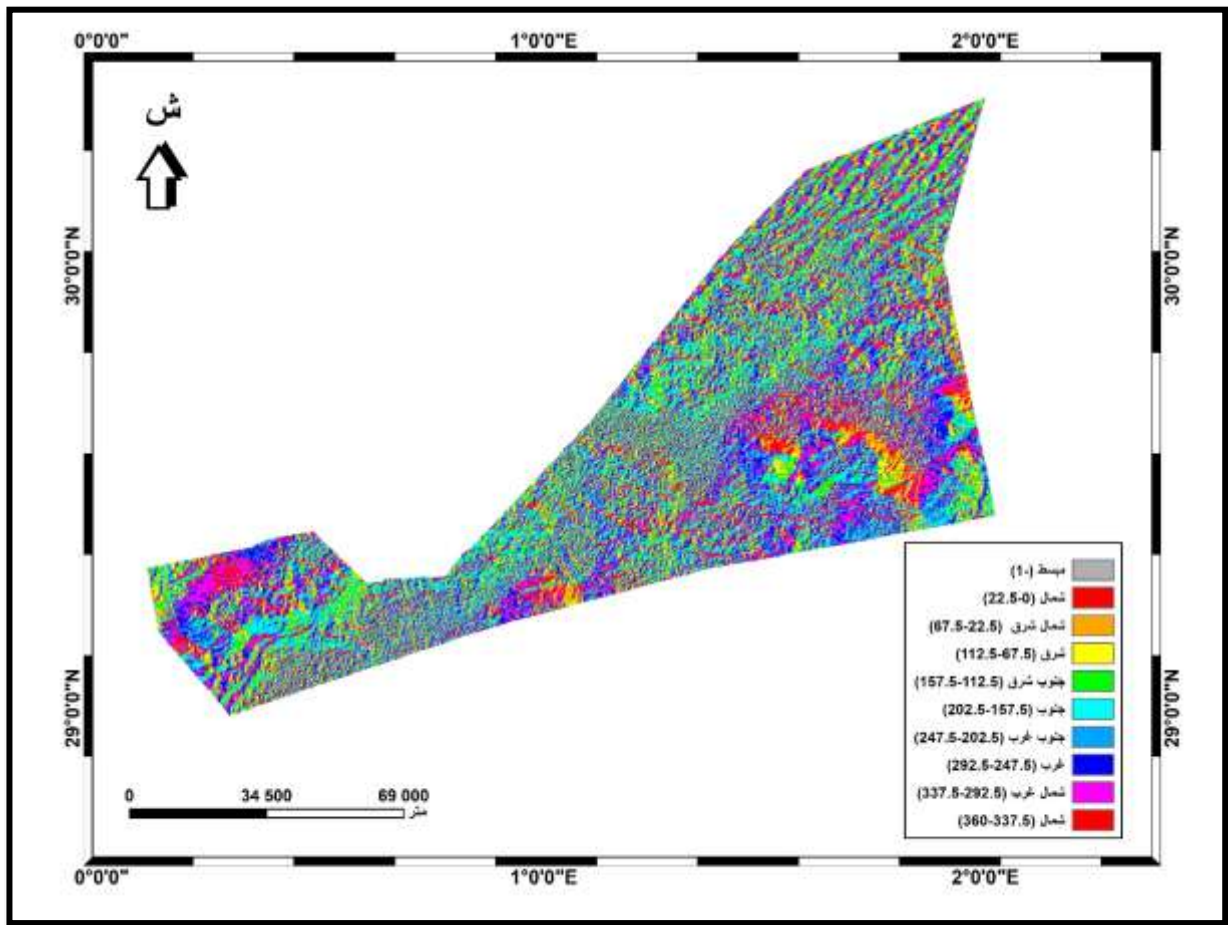 0°0'0" 1°0'0"E 2°0'0"E
ش
30°0'0"N 30°0'0"N
29°0'0"N 29°0'0"N
مبسط (-1)
شمال (0-22.5)
شمال شرق (22.5-67.5)
شرق (67.5-112.5)
جنوب شرق (112.5-157.5)
جنوب (157.5-202.5)
جنوب غرب (202.5-247.5)
غرب (247.5-292.5)
شمال غرب (292.5-337.5)
شمال (337.5-360)
0 34 500 69 000
متر
0°0'0" 1°0'0"E 2°0'0"E